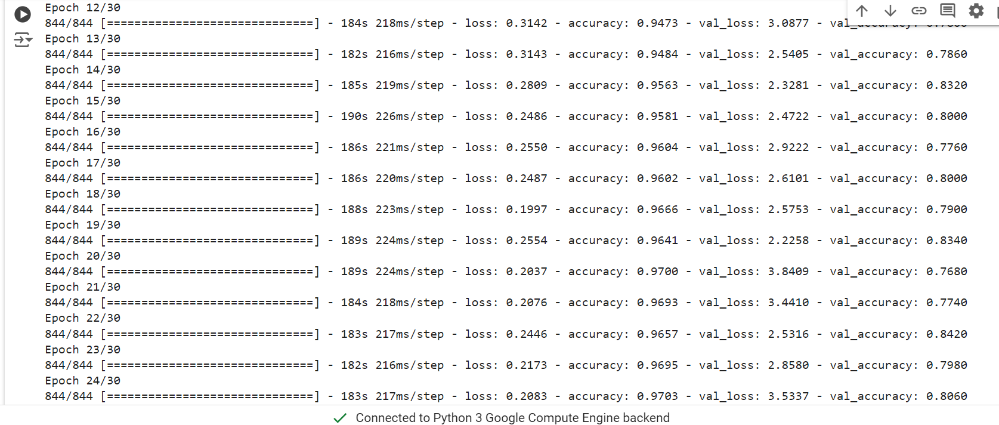 Epoch 12/30
844/844 [==============================] - 184s 218ms/step - loss: 0.3142 - accuracy: 0.9473 - val_loss: 3.0877 -
Epoch 13/30
844/844 [==============================] - 182s 216ms/step - loss: 0.3143 - accuracy: 0.9484 - val_loss: 2.5405 - val_accuracy: 0.7860
Epoch 14/30
844/844 [==============================] - 185s 219ms/step - loss: 0.2809 - accuracy: 0.9563 - val_loss: 2.3281 - val_accuracy: 0.8320
Epoch 15/30
844/844 [==============================] - 190s 226ms/step - loss: 0.2486 - accuracy: 0.9581 - val_loss: 2.4722 - val_accuracy: 0.8000
Epoch 16/30
844/844 [==============================] - 186s 221ms/step - loss: 0.2550 - accuracy: 0.9604 - val_loss: 2.9222 - val_accuracy: 0.7760
Epoch 17/30
844/844 [==============================] - 186s 220ms/step - loss: 0.2487 - accuracy: 0.9602 - val_loss: 2.6101 - val_accuracy: 0.8000
Epoch 18/30
844/844 [==============================] - 188s 223ms/step - loss: 0.1997 - accuracy: 0.9666 - val_loss: 2.5753 - val_accuracy: 0.7900
Epoch 19/30
844/844 [==============================] - 189s 224ms/step - loss: 0.2554 - accuracy: 0.9641 - val_loss: 2.2258 - val_accuracy: 0.8340
Epoch 20/30
844/844 [==============================] - 189s 224ms/step - loss: 0.2037 - accuracy: 0.9700 - val_loss: 3.8409 - val_accuracy: 0.7680
Epoch 21/30
844/844 [==============================] - 184s 218ms/step - loss: 0.2076 - accuracy: 0.9693 - val_loss: 3.4410 - val_accuracy: 0.7740
Epoch 22/30
844/844 [==============================] - 183s 217ms/step - loss: 0.2446 - accuracy: 0.9657 - val_loss: 2.5316 - val_accuracy: 0.8420
Epoch 23/30
844/844 [==============================] - 182s 216ms/step - loss: 0.2173 - accuracy: 0.9695 - val_loss: 2.8580 - val_accuracy: 0.7980
Epoch 24/30
844/844 [==============================] - 183s 217ms/step - loss: 0.2083 - accuracy: 0.9703 - val_loss: 3.5337 - val_accuracy: 0.8060
Connected to Python 3 Google Compute Engine backend